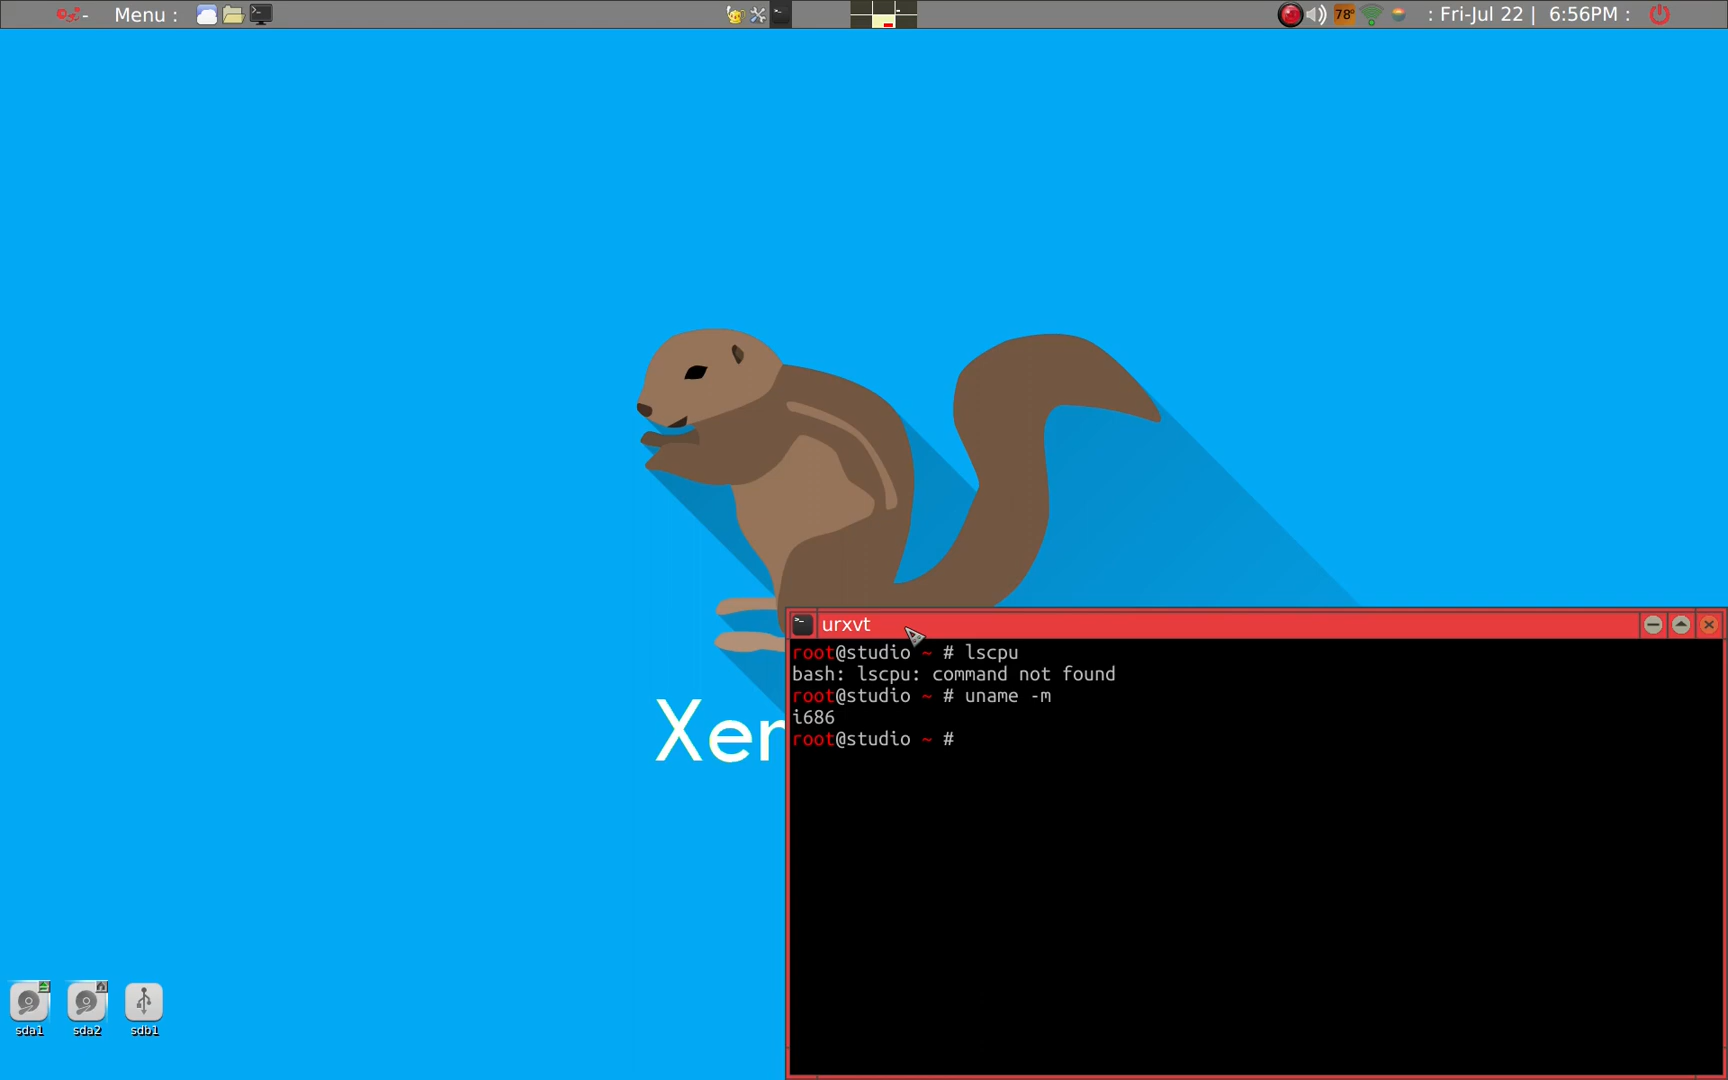 Menu :
78°
: Fri-Jul 22 | 6:56PM :
urxvt
root@studio ~ # lscpu
bash: lscpu: command not found
root@studio ~ # uname -m
i686
root@studio ~ #
Xer
sda1 sda2 sdb1